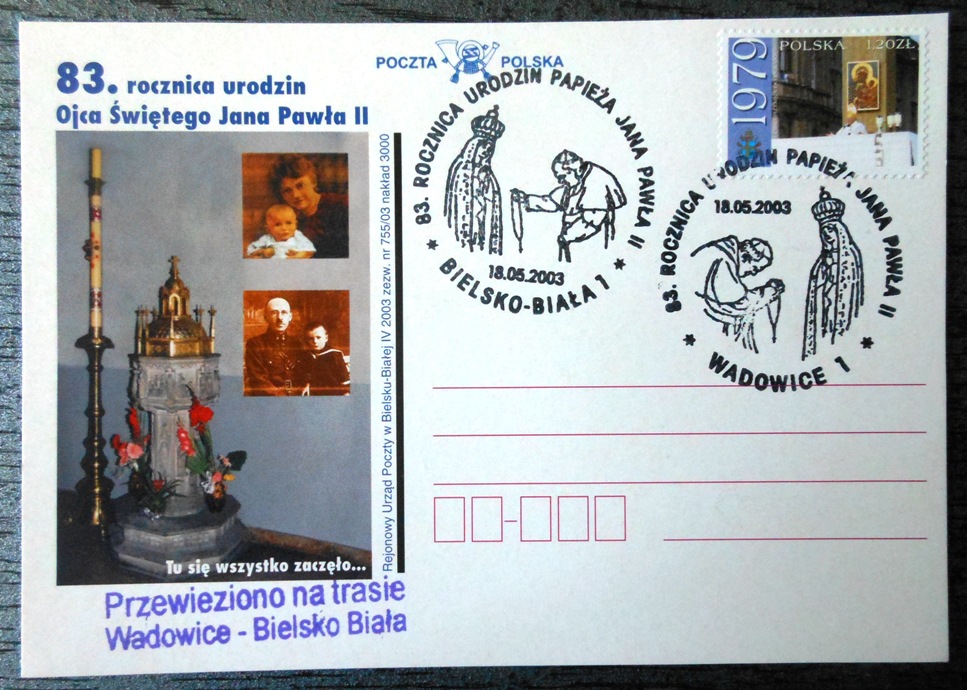 83. rocznica urodzin
Ojca Świętego Jana Pawła II
POCZTA POLSKA
1979
POLSKA 1.20ZŁ
83. ROCZNICA URODZIN PAPIEŻA JANA PAWŁA II
18.05.2003
* BIELSKO-BIAŁA 1 *
83. ROCZNICA URODZIN PAPIEŻA JANA PAWŁA II
18.05.2003
* WADOWICE 1 *
Rejonowy Urząd Poczty w Bielsku-Białej IV 2003 zezw. nr 755/03 nakład 3000
Tu się wszystko zaczęło...
Przewieziono na trasie
Wadowice - Bielsko Biała